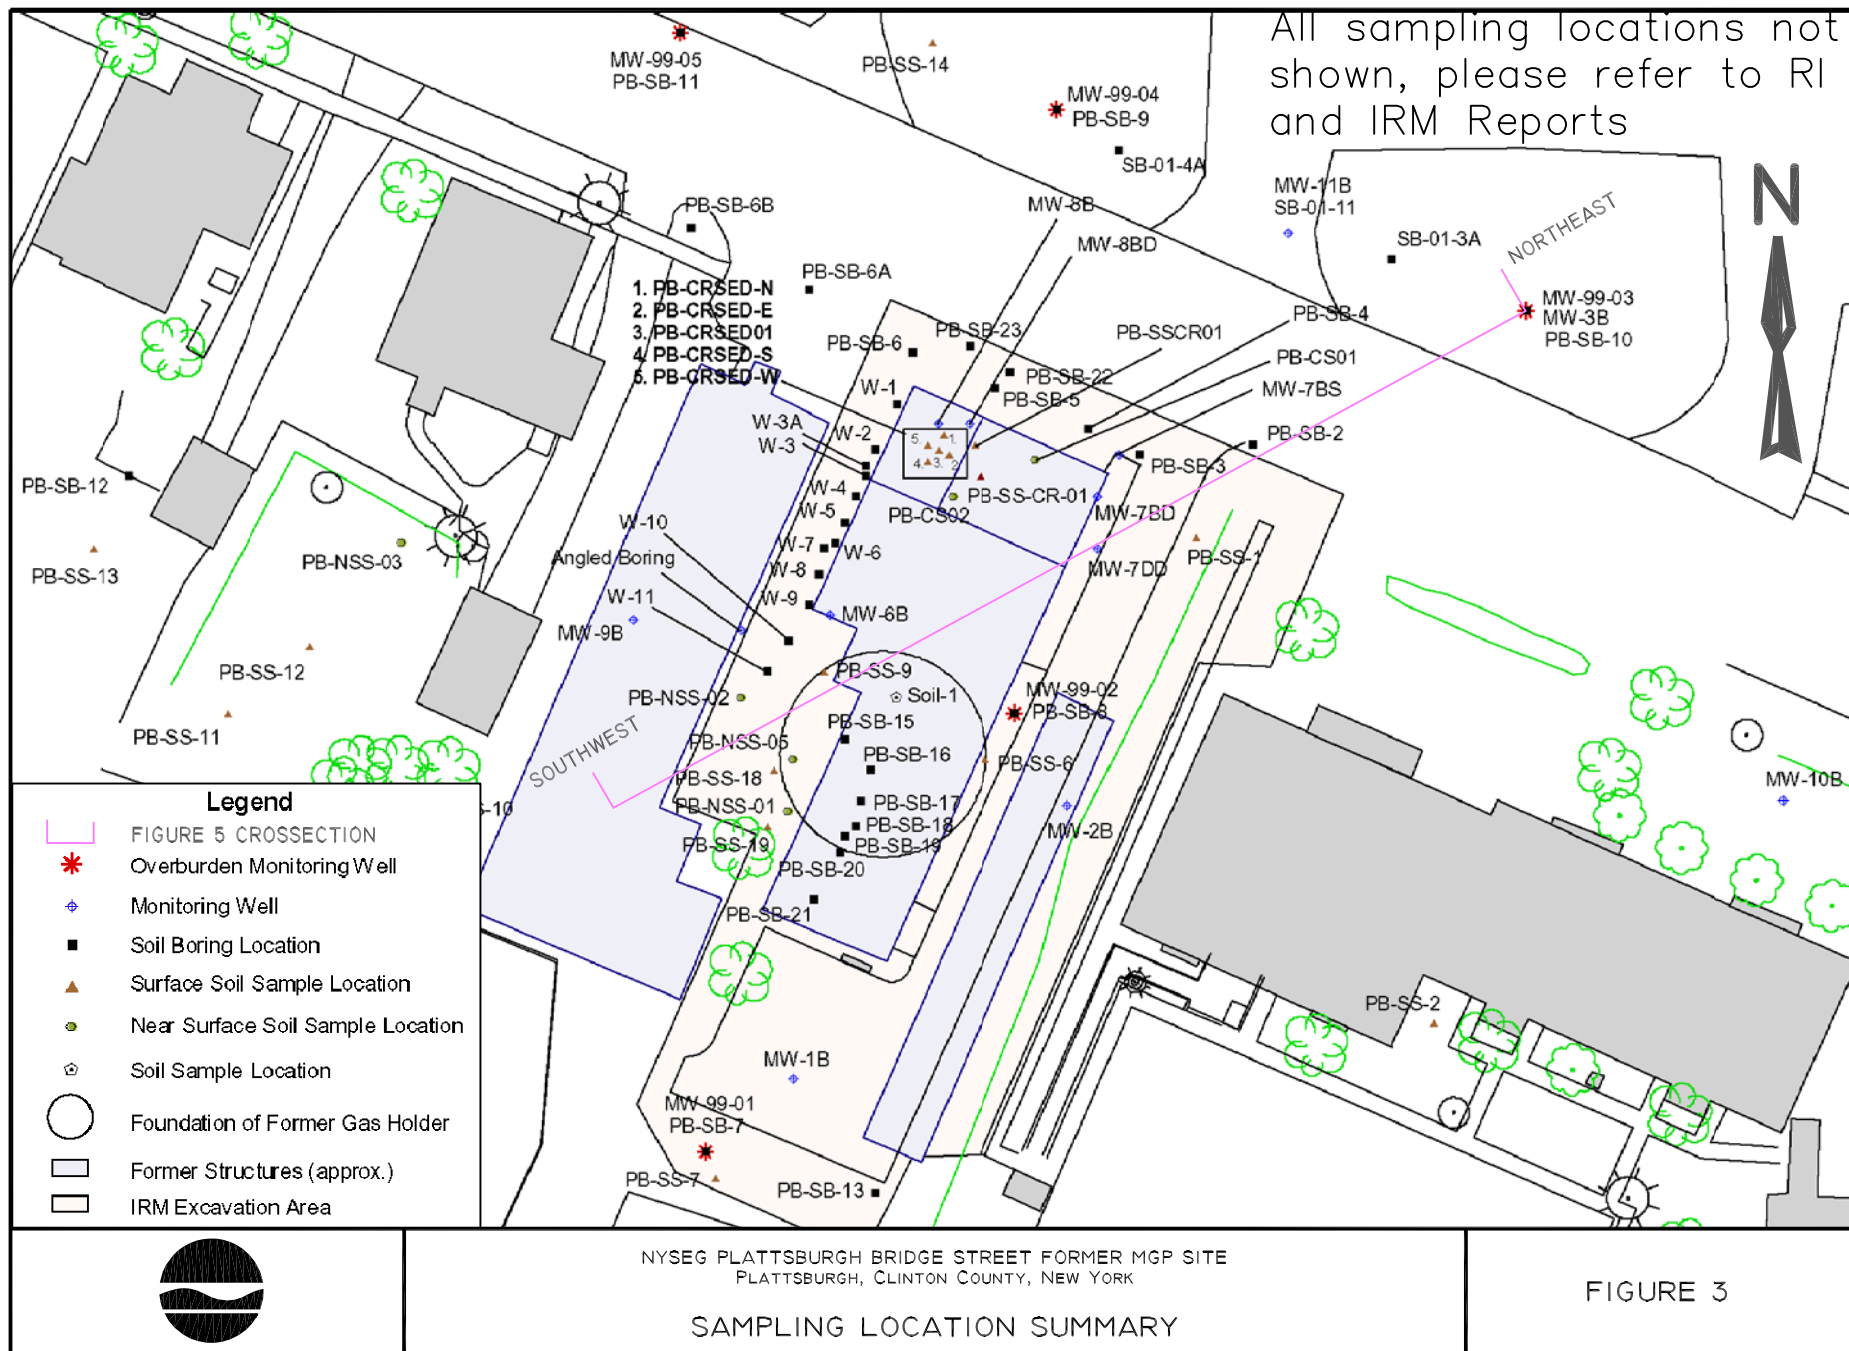 All sampling locations not
shown, please refer to RI
and IRM Reports
N
MW-99-05
PB-SB-11
PB-SS-14
MW-99-04
PB-SB-9
SB-01-4A
MW-11B
SB-01-11
NORTHEAST
SB-01-3A
MW-99-03
MW-3B
PB-SB-10
PB-SB-6B
MW-8B
MW-8BD
PB-SB-6A
1. PB-CRSED-N
2. PB-CRSED-E
3. PB-CRSED01
4. PB-CRSED-S
5. PB-CRSED-W
PB-SB-23
PB-SB-6
PB-SSCR01
PB-SB-4
PB-CS01
MW-7BS
PB-SB-22
PB-SB-5
W-1
W-3A
W-2
W-3
5.
1.
4.
3.
2.
PB-SB-2
PB-SB-3
W-4
PB-SS-CR-01
W-5
PB-CS02
MW-7BD
W-10
W-7
W-6
PB-SS-1
Angled Boring
W-8
MW-7DD
W-11
W-9
MW-6B
MW-9B
PB-SB-12
PB-NSS-03
PB-SS-13
PB-SS-12
PB-SS-11
PB-SS-9
PB-NSS-02
Soil-1
MW-99-02
PB-SB-8
PB-SB-15
SOUTHWEST
PB-NSS-05
PB-SB-16
PB-SS-6
PB-SS-18
PB-NSS-01
PB-SB-17
PB-SB-18
PB-SS-19
PB-SB-19
PB-SB-20
PB-SB-21
MW-2B
MW-10B
PB-SS-2
MW-1B
MW-99-01
PB-SB-7
PB-SS-7
PB-SB-13
-10
Legend
FIGURE 5 CROSSECTION
Overburden Monitoring Well
Monitoring Well
Soil Boring Location
Surface Soil Sample Location
Near Surface Soil Sample Location
Soil Sample Location
Foundation of Former Gas Holder
Former Structures (approx.)
IRM Excavation Area
NYSEG PLATTSBURGH BRIDGE STREET FORMER MGP SITE
PLATTSBURGH, CLINTON COUNTY, NEW YORK
SAMPLING LOCATION SUMMARY
FIGURE 3